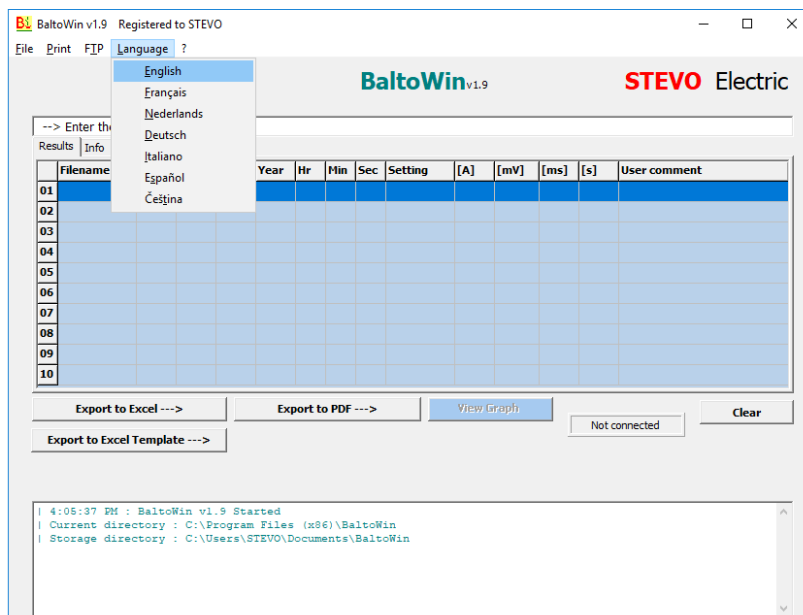 BaltoWin v1.9 Registered to STEVO
File Print FTP Language ?
English
Français
Nederlands
Deutsch
Italiano
Español
Čeština
BaltoWin v1.9
STEVO Electric
--> Enter the
Results Info
Filename Year Hr Min Sec Setting [A] [mV] [ms] [s] User comment
01
02
03
04
05
06
07
08
09
10
Export to Excel ---> Export to PDF ---> View Graph Not connected Clear
Export to Excel Template --->
| 4:05:37 PM : BaltoWin v1.9 Started
| Current directory : C:\Program Files (x86)\BaltoWin
| Storage directory : C:\Users\STEVO\Documents\BaltoWin